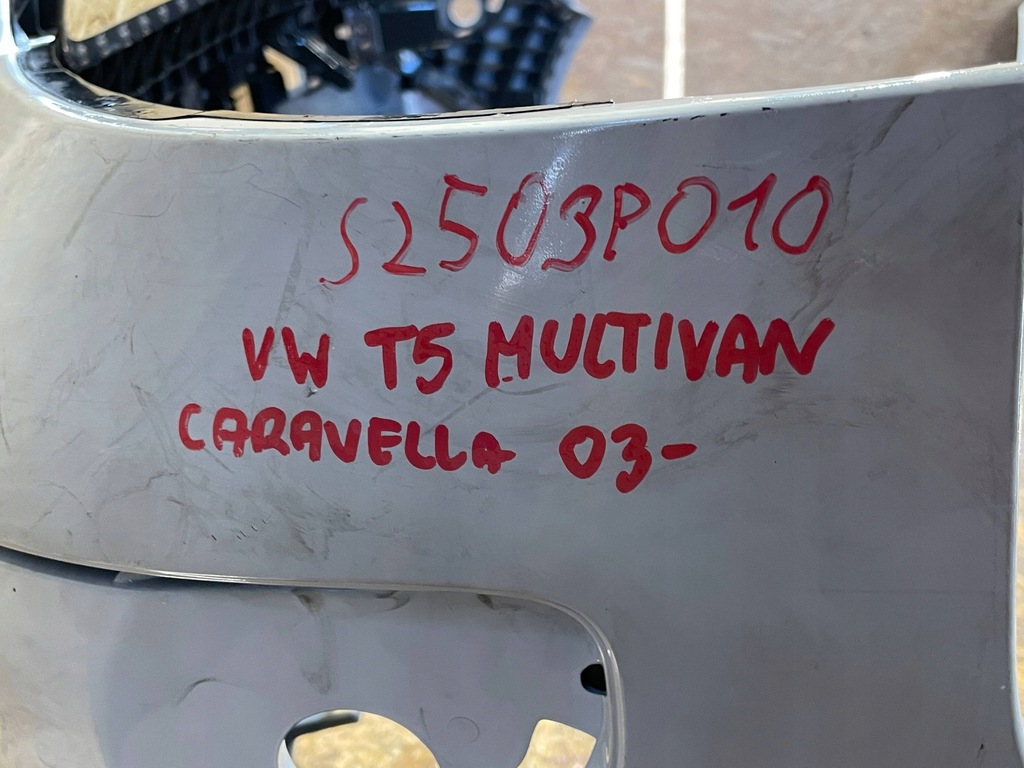 S2503P010
VW T5 MULTIVAN
CARAVELLA 03-